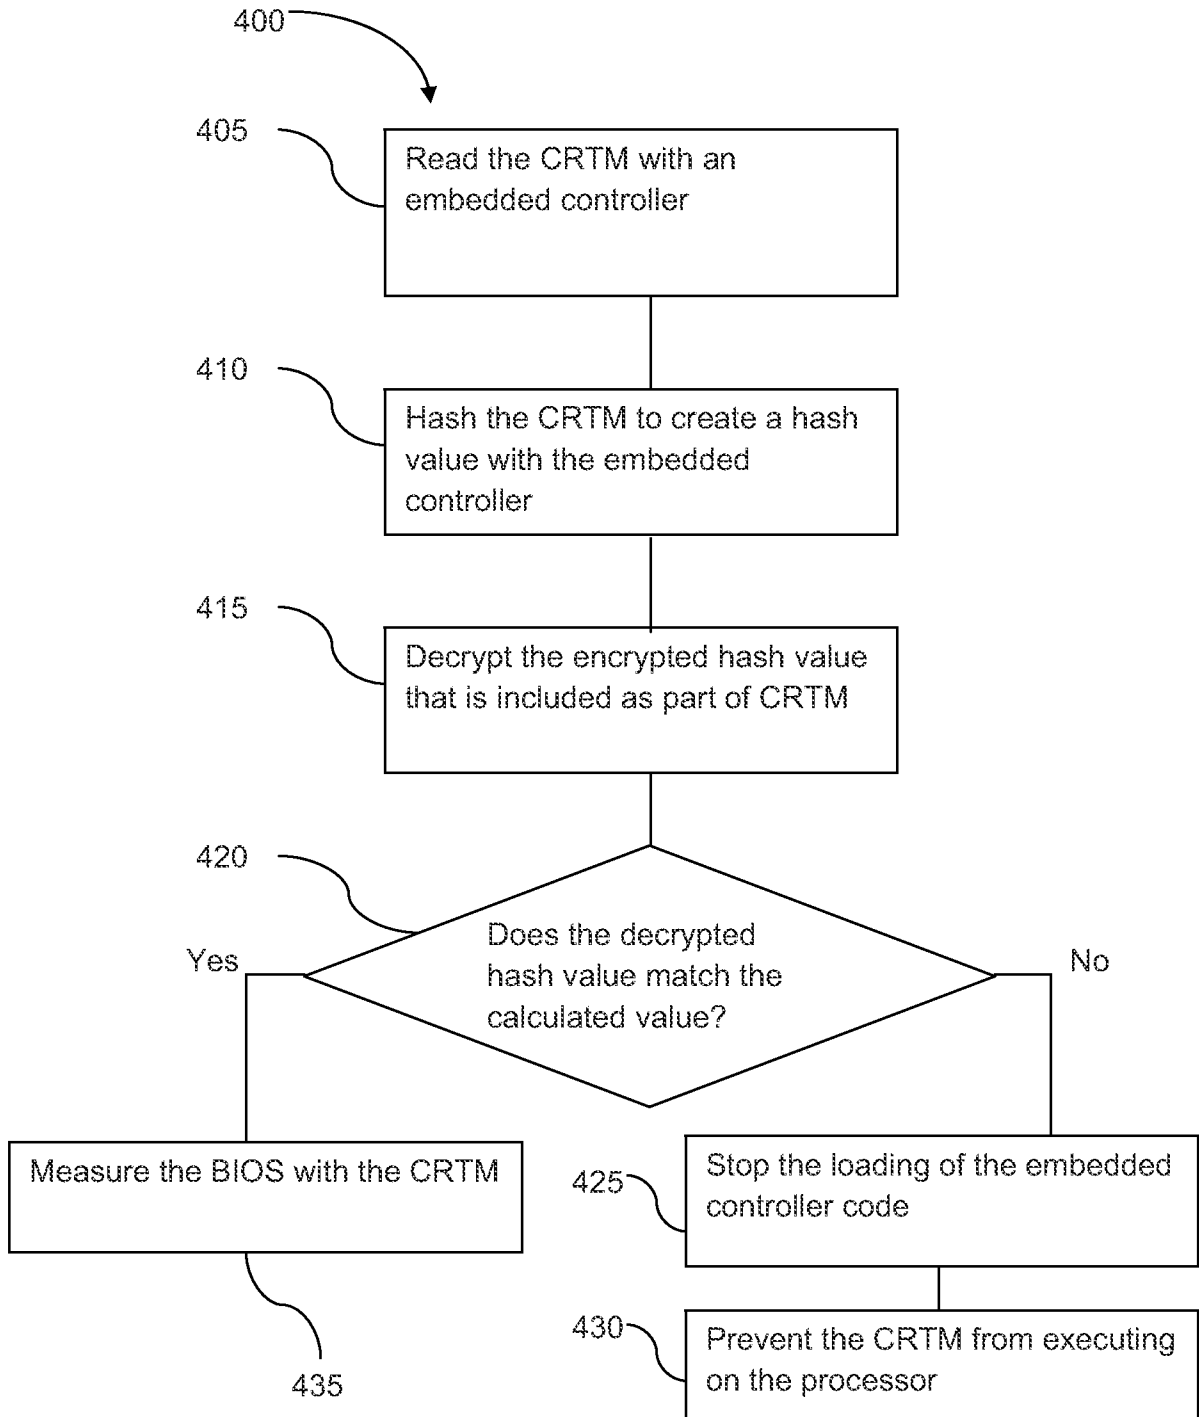 400
405
Read the CRTM with an
embedded controller
410
Hash the CRTM to create a hash
value with the embedded
controller
415
Decrypt the encrypted hash value
that is included as part of CRTM
420
Does the decrypted
hash value match the
calculated value?
Yes
No
Measure the BIOS with the CRTM
435
425
Stop the loading of the embedded
controller code
430
Prevent the CRTM from executing
on the processor